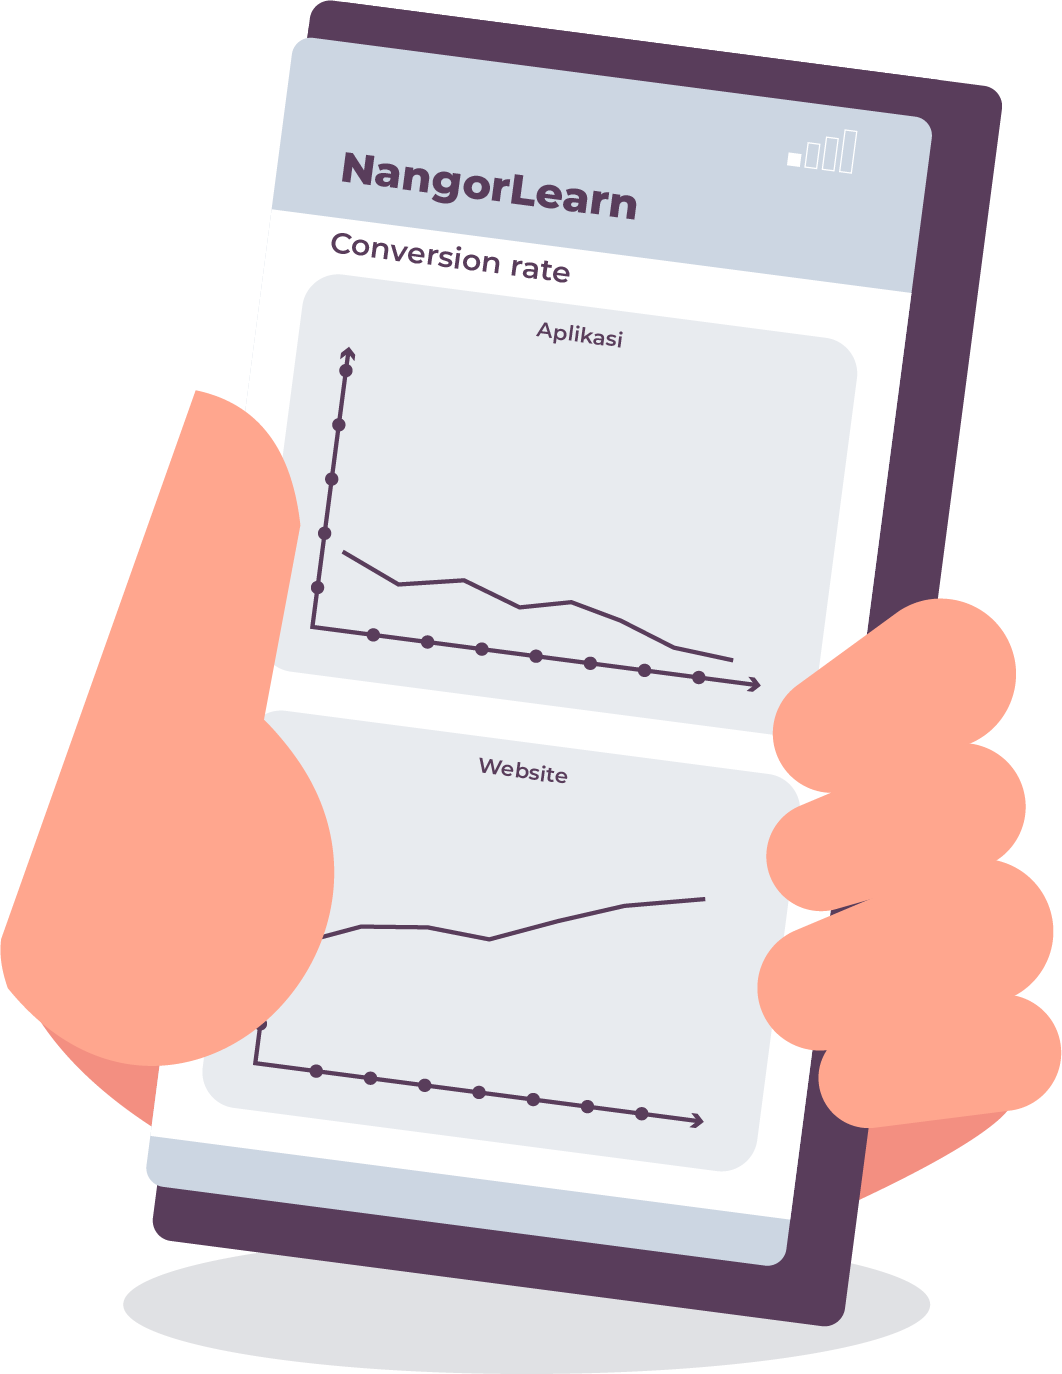 NangorLearn
Conversion rate
Aplikasi
Website